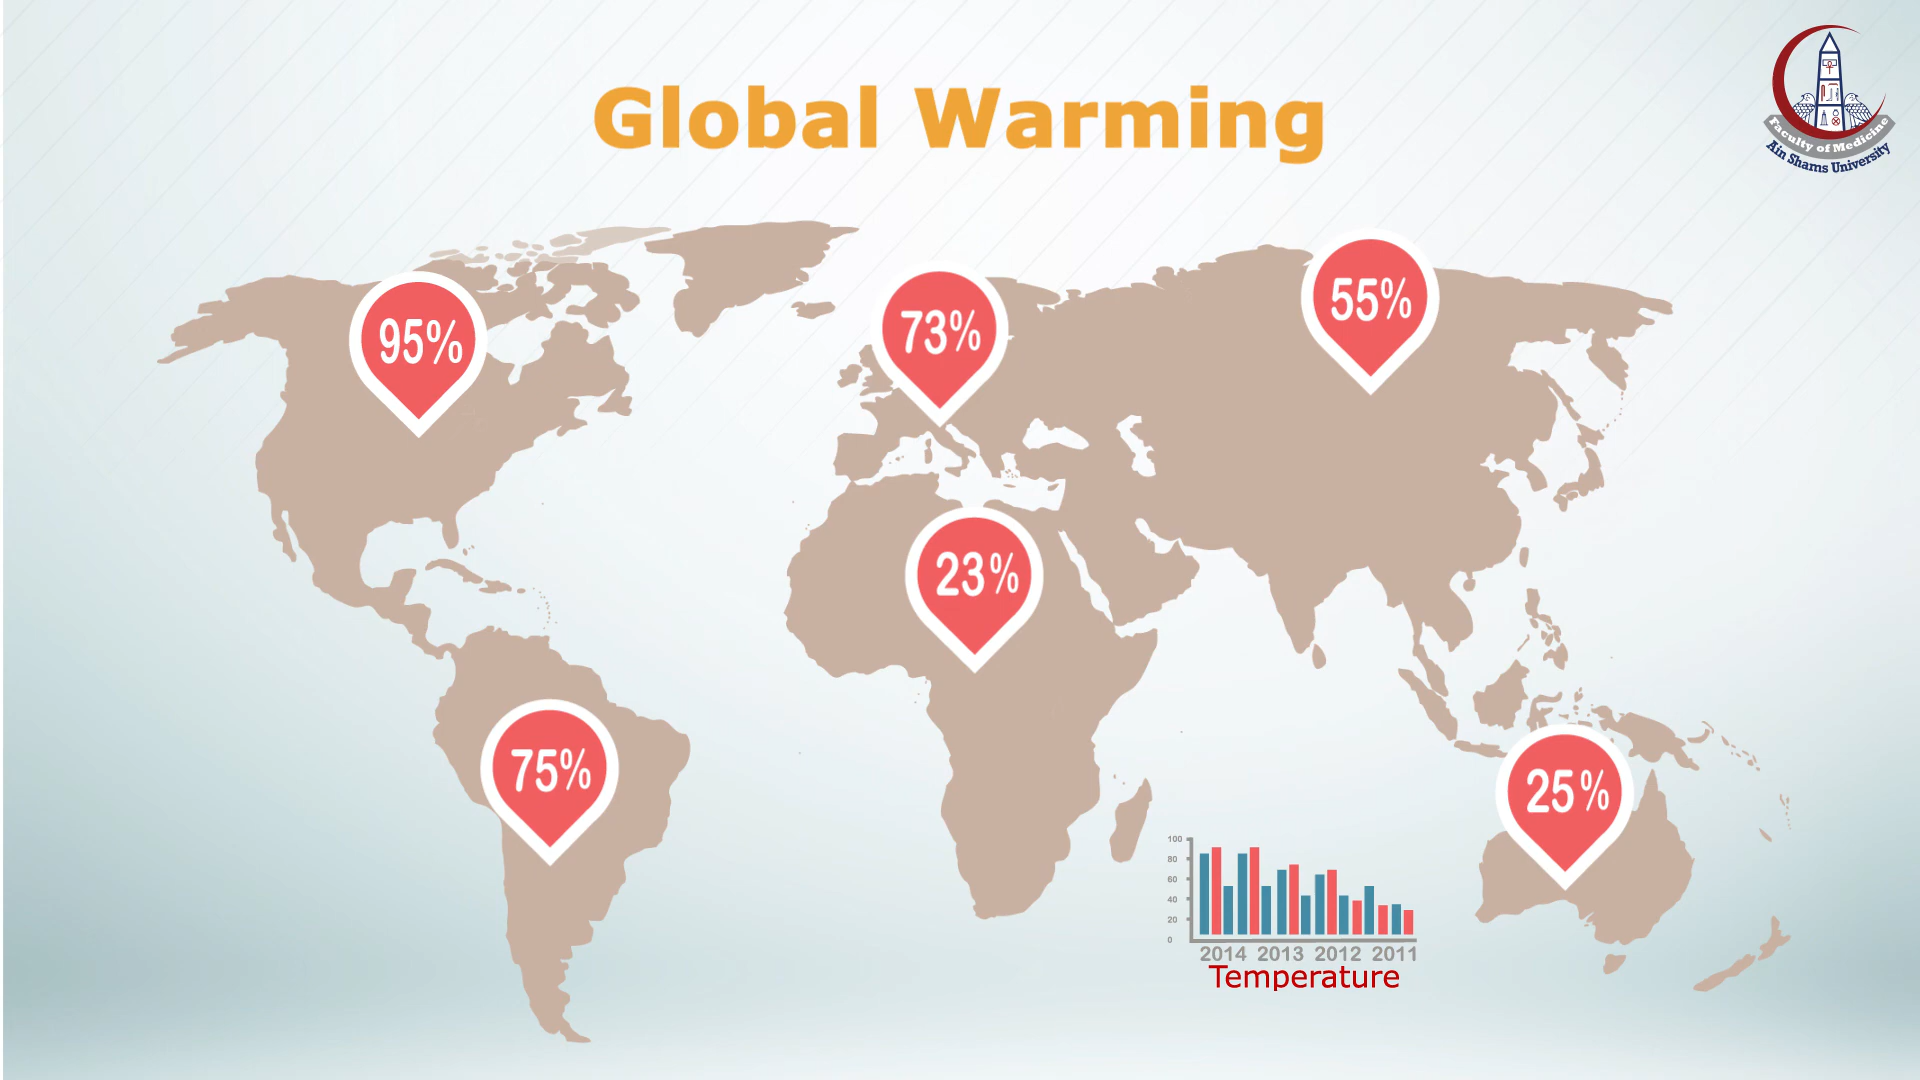 Global Warming
Faculty of Medicine
Ain Shams University
95%
73%
55%
23%
75%
25%
100
80
60
40
20
0
2014 2013 2012 2011
Temperature